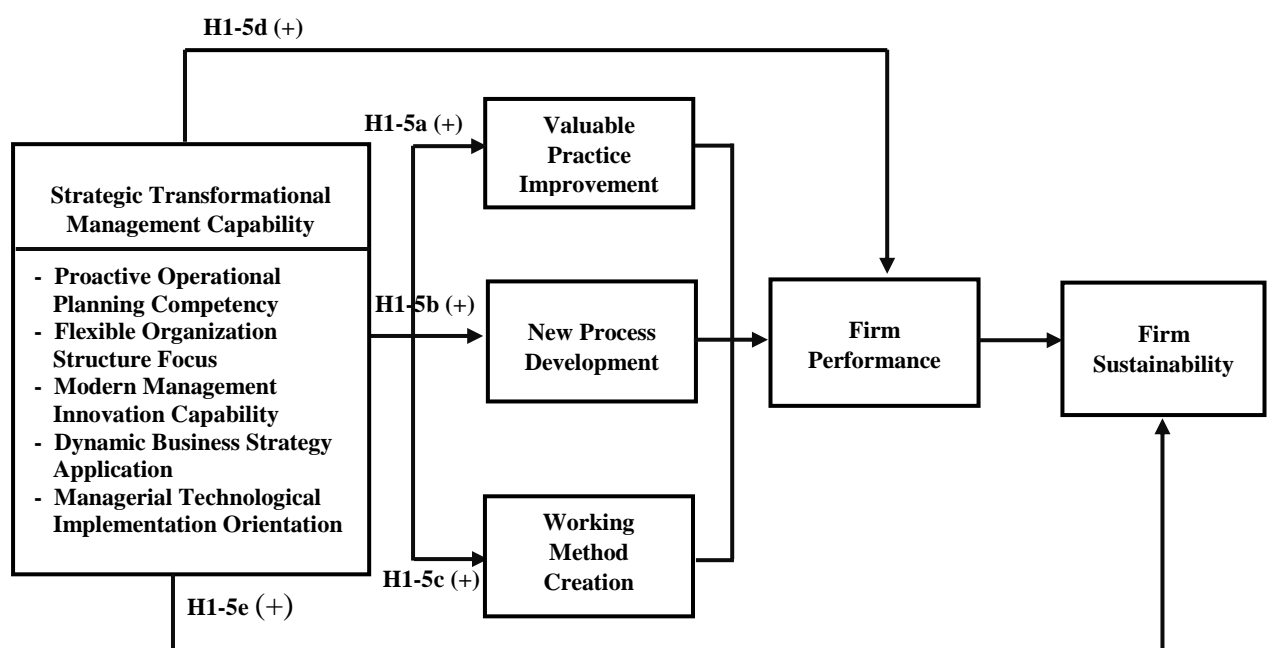 H1-5d (+)
H1-5a (+)
Valuable
Practice
Improvement
Strategic Transformational
Management Capability
- Proactive Operational
Planning Competency
- Flexible Organization
Structure Focus
- Modern Management
Innovation Capability
- Dynamic Business Strategy
Application
- Managerial Technological
Implementation Orientation
H1-5b (+)
New Process
Development
Firm
Performance
Firm
Sustainability
Working
Method
Creation
H1-5c (+)
H1-5e (+)